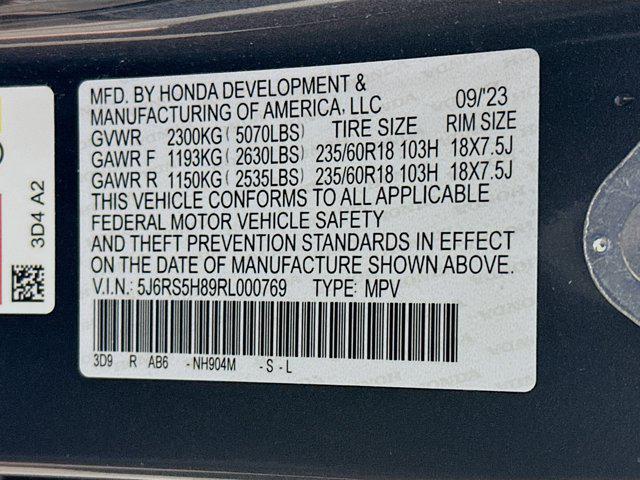 MFD. BY HONDA DEVELOPMENT &
MANUFACTURING OF AMERICA, LLC 09/'23
GVWR 2300KG( 5070LBS) TIRE SIZE RIM SIZE
GAWR F 1193KG( 2630LBS) 235/60R18 103H 18X7.5J
GAWR R 1150KG( 2535LBS) 235/60R18 103H 18X7.5J
THIS VEHICLE CONFORMS TO ALL APPLICABLE
FEDERAL MOTOR VEHICLE SAFETY
AND THEFT PREVENTION STANDARDS IN EFFECT
ON THE DATE OF MANUFACTURE SHOWN ABOVE.
V.I.N.: 5J6RS5H89RL000769 TYPE: MPV
3D9 R AB6 -NH904M -S-L
3D4 A2